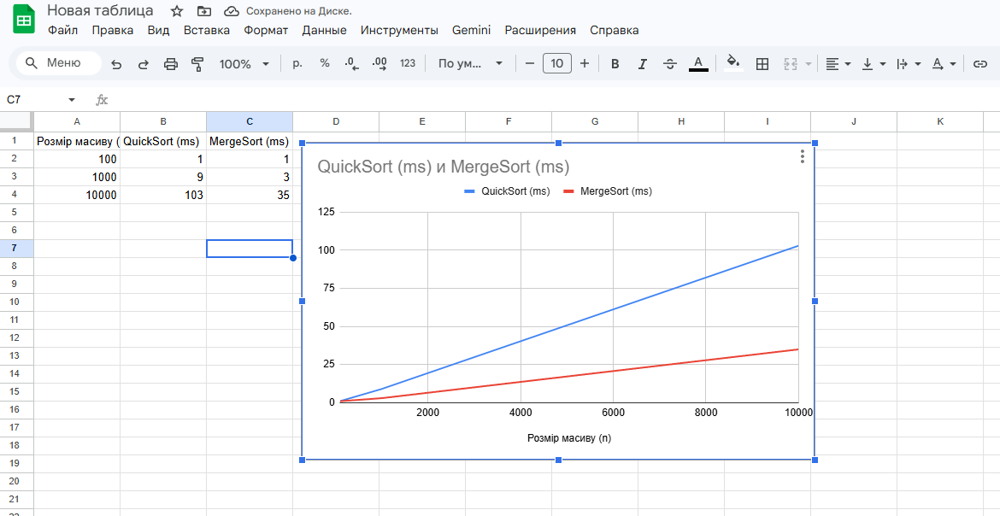 Новая таблица Сохранено на Диске.
Файл Правка Вид Вставка Формат Данные Инструменты Gemini Расширения Справка
Меню 100% р. % .0 .00 123 По ум... 10 B I A A
C7 fx
A B C D E F G H I J K
1 Розмір масиву ( QuickSort (ms) MergeSort (ms)
2 100 1 1
3 1000 9 3
4 10000 103 35
5
6
7
8
9
10
11
12
13
14
15
16
17
18
19
20
21
22
QuickSort (ms) и MergeSort (ms)
QuickSort (ms) MergeSort (ms)
125
100
75
50
25
0
2000 4000 6000 8000 10000
Розмір масиву (n)